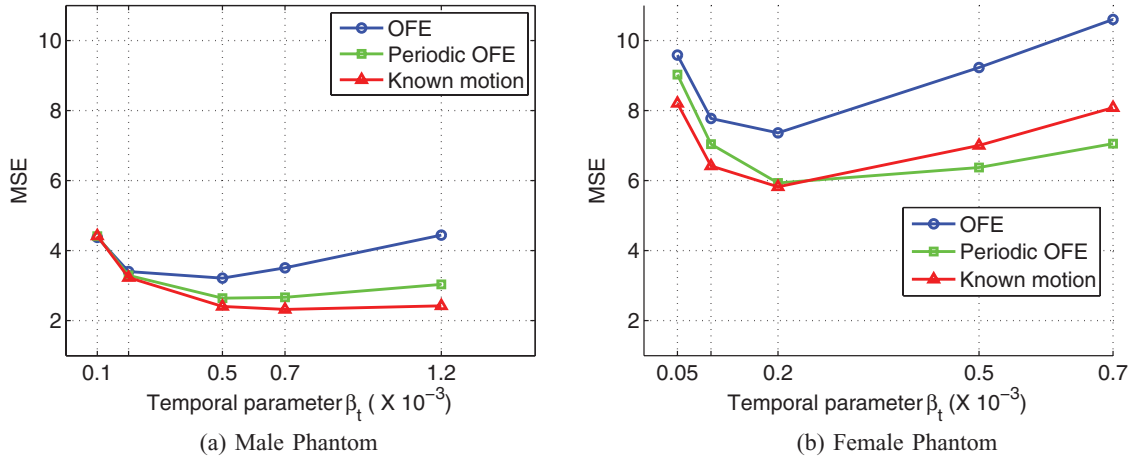 10
8
6
4
2
MSE
OFE
Periodic OFE
Known motion
0.1 0.5 0.7 1.2
Temporal parameter β_t ( X 10^-3)
(a) Male Phantom
10
8
6
4
2
MSE
OFE
Periodic OFE
Known motion
0.05 0.2 0.5 0.7
Temporal parameter β_t (X 10^-3)
(b) Female Phantom